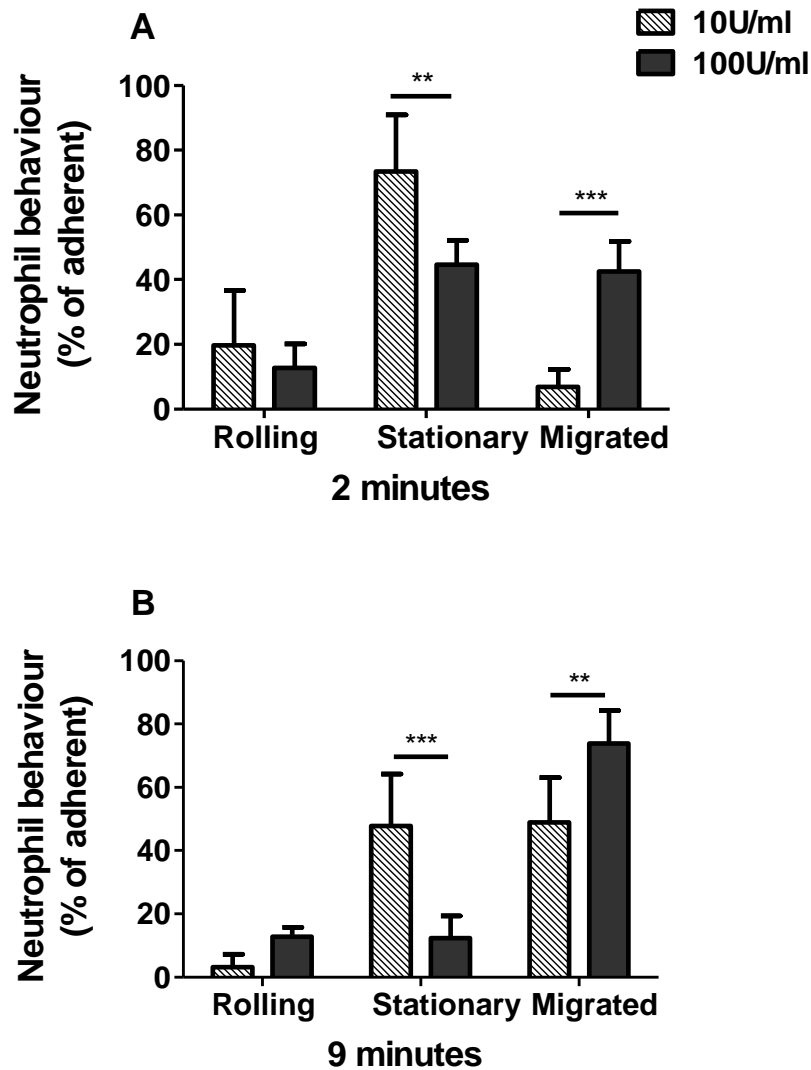 10U/ml
100U/ml
A
Neutrophil behaviour
(% of adherent)
100
80
60
40
20
0
**
***
Rolling
Stationary
Migrated
2 minutes
B
Neutrophil behaviour
(% of adherent)
100
80
60
40
20
0
***
**
Rolling
Stationary
Migrated
9 minutes